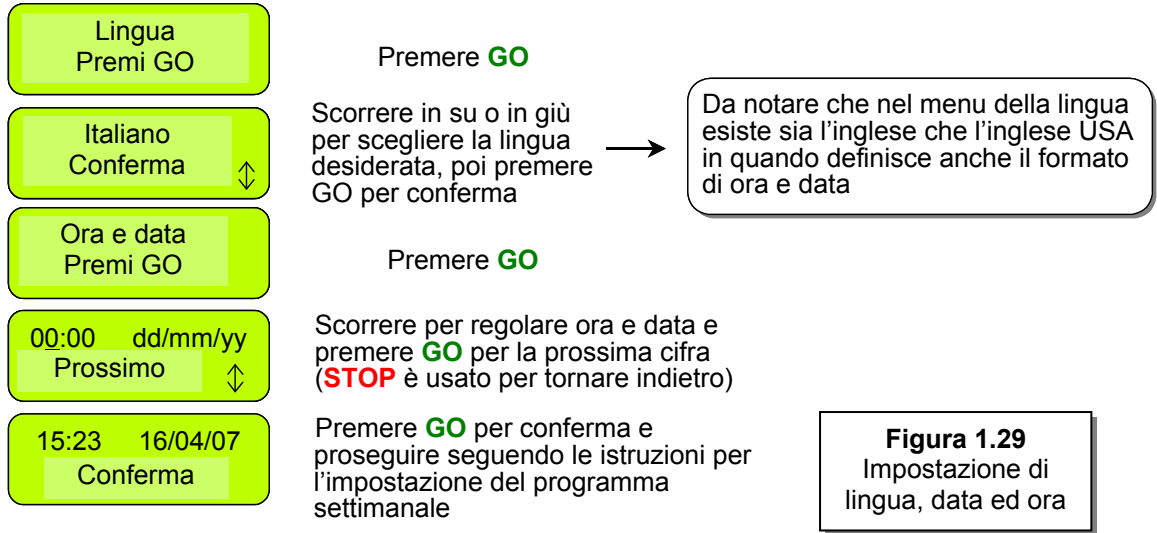 Lingua
Premi GO
Premere GO
Italiano
Conferma
Scorrere in su o in giù
per scegliere la lingua
desiderata, poi premere
GO per conferma
Da notare che nel menu della lingua
esiste sia l'inglese che l'inglese USA
in quando definisce anche il formato
di ora e data
Ora e data
Premi GO
Premere GO
00:00 dd/mm/yy
Prossimo
Scorrere per regolare ora e data e
premere GO per la prossima cifra
(STOP è usato per tornare indietro)
15:23 16/04/07
Conferma
Premere GO per conferma e
proseguire seguendo le istruzioni per
l'impostazione del programma
settimanale
Figura 1.29
Impostazione di
lingua, data ed ora